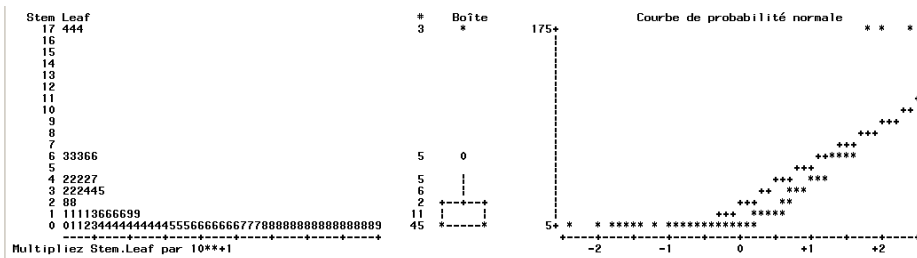 Stem Leaf # Boîte Courbe de probabilité normale
17 444 3 * 175+ * * *
16
15
14
13
12
11 +
10 ++
9 +++
8 +++
7 +++
6 33366 5 0 ++****
5 +++
4 22227 5 | +++ ***
3 222445 6 | ++ ***
2 88 2 +-----+ +++ **
1 11113666699 11 | | +++ *****
0 45 *-----* 5+ * * * **** * **************
-2 -1 0 +1 +2
Multipliez Stem.Leaf par 10**+1